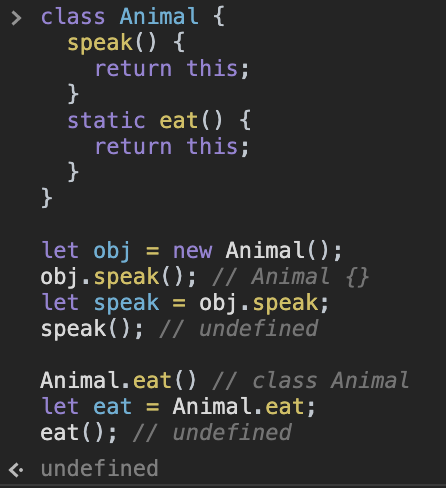 class Animal {
  speak() {
    return this;
  }
  static eat() {
    return this;
  }
}

let obj = new Animal();
obj.speak(); // Animal {}
let speak = obj.speak;
speak(); // undefined

Animal.eat() // class Animal
let eat = Animal.eat;
eat(); // undefined
undefined